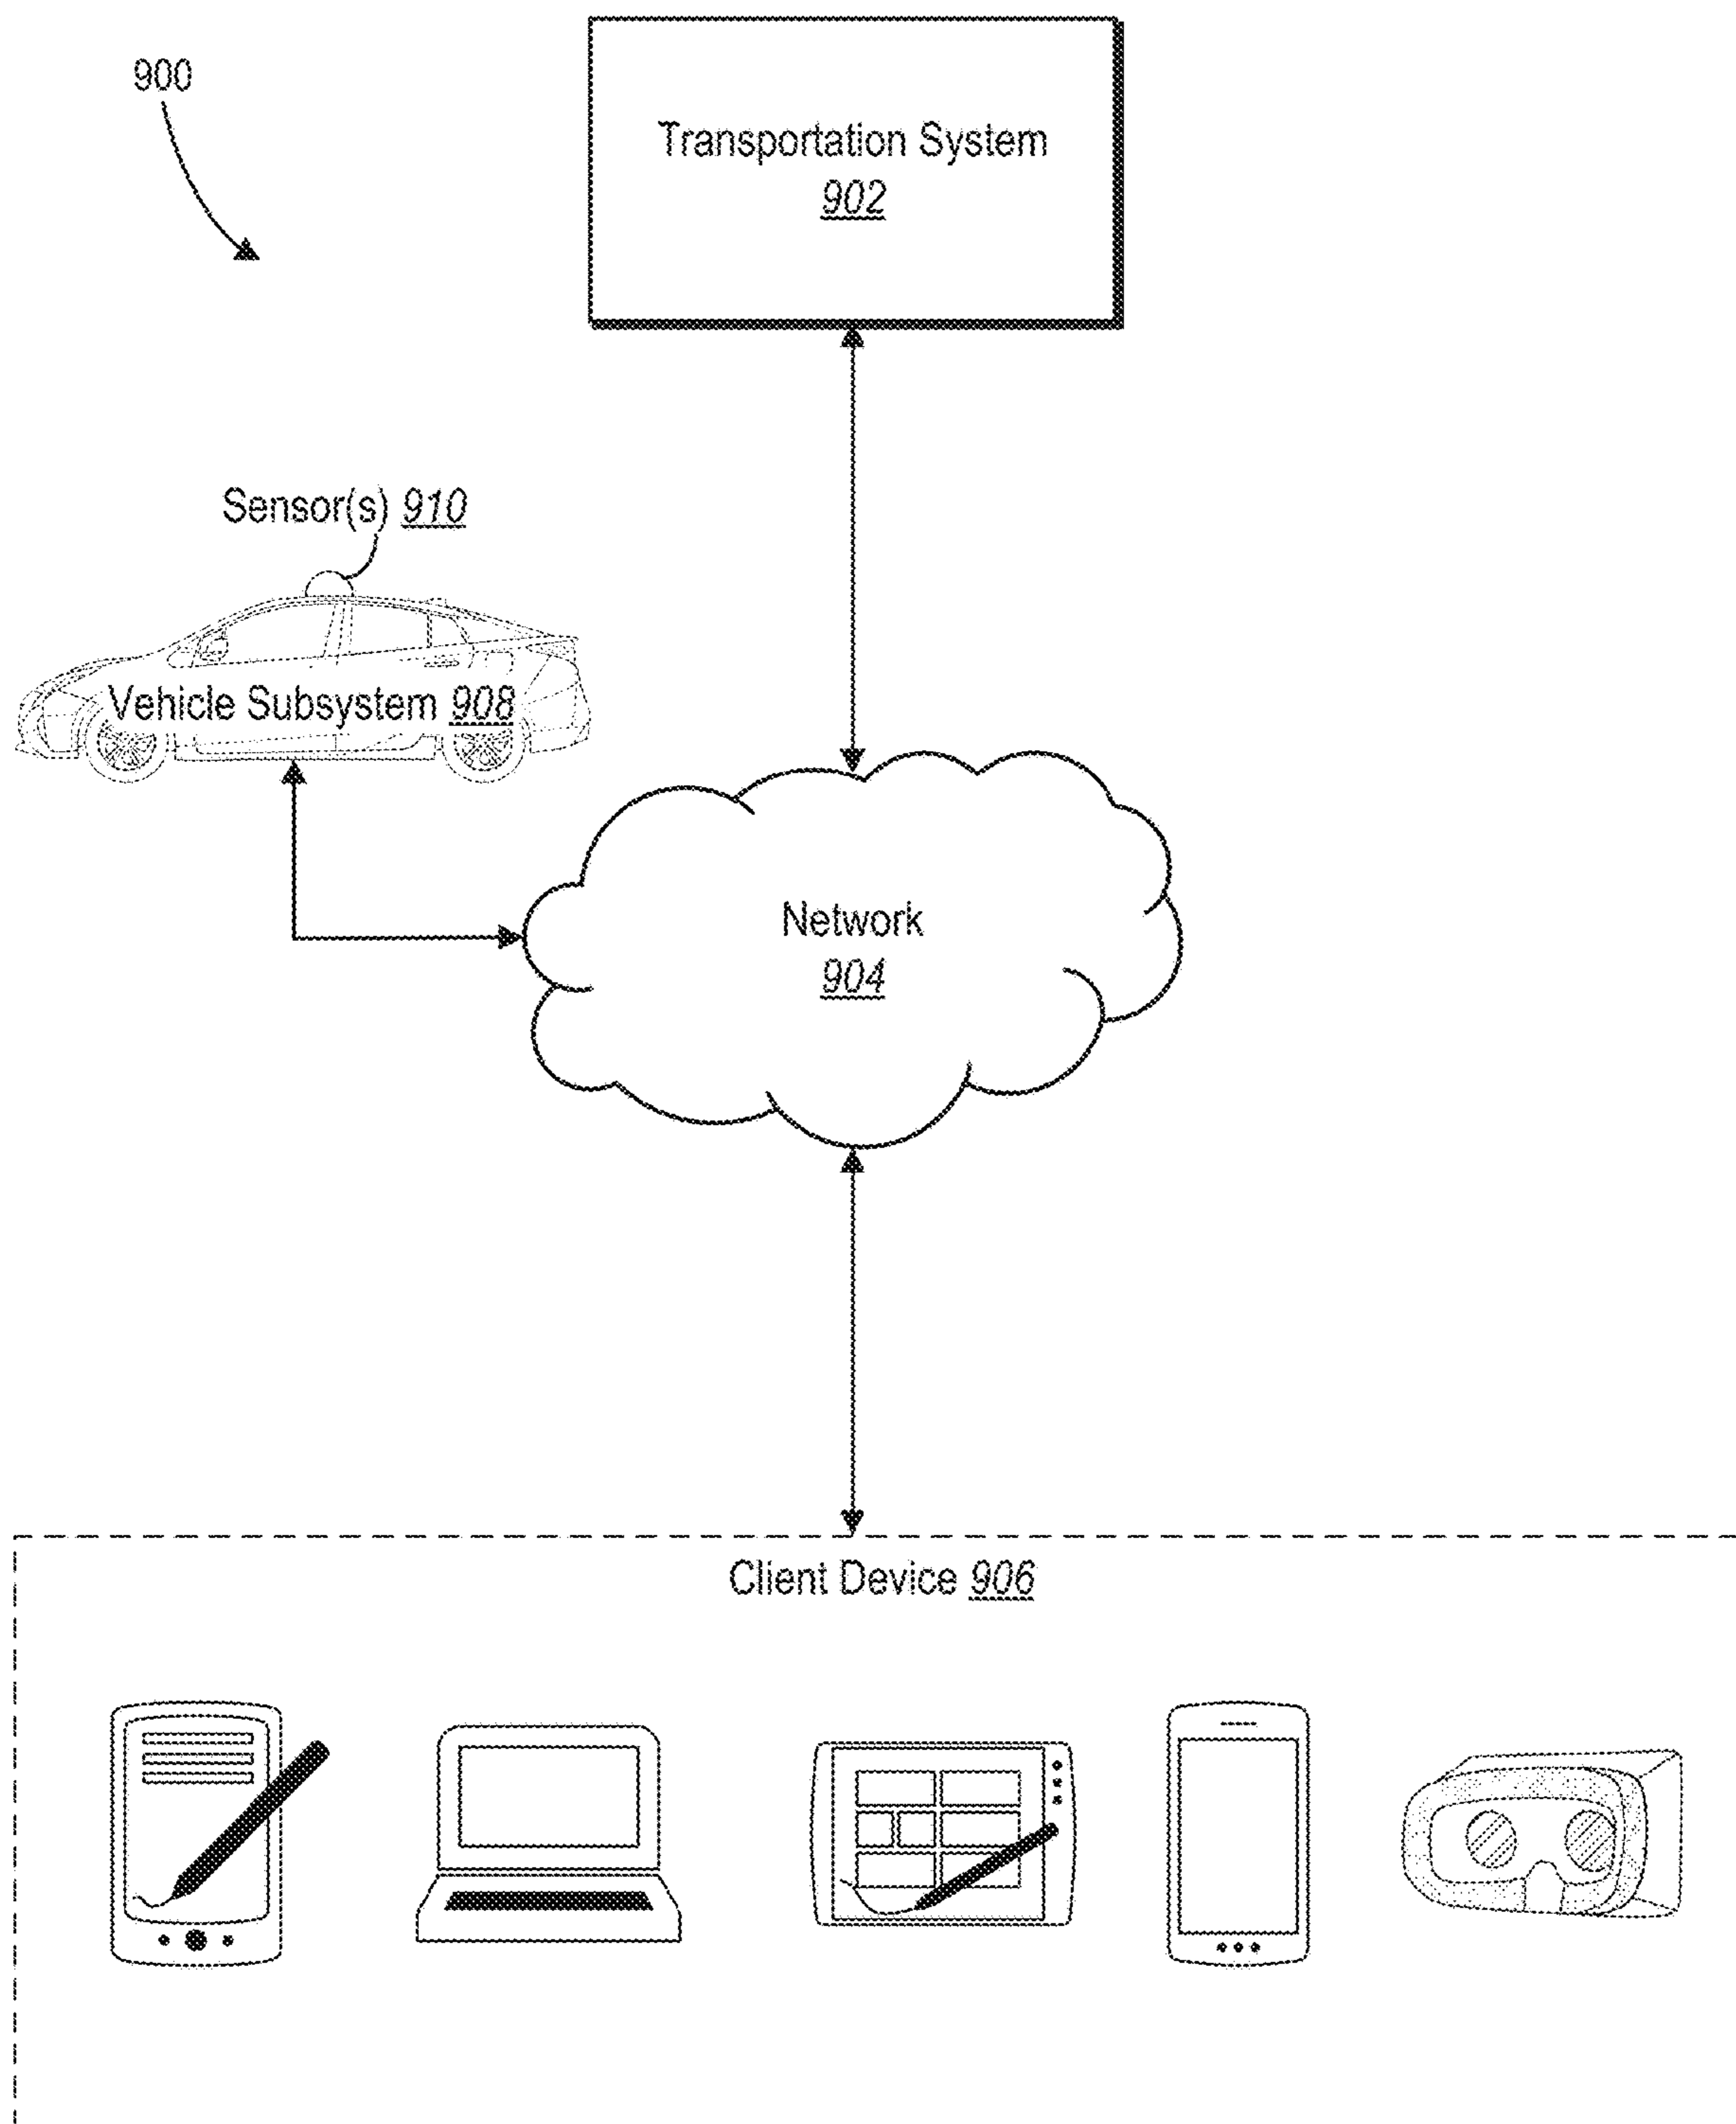 900
Transportation System
902
Sensor(s) 910
Vehicle Subsystem 908
Network
904
Client Device 906